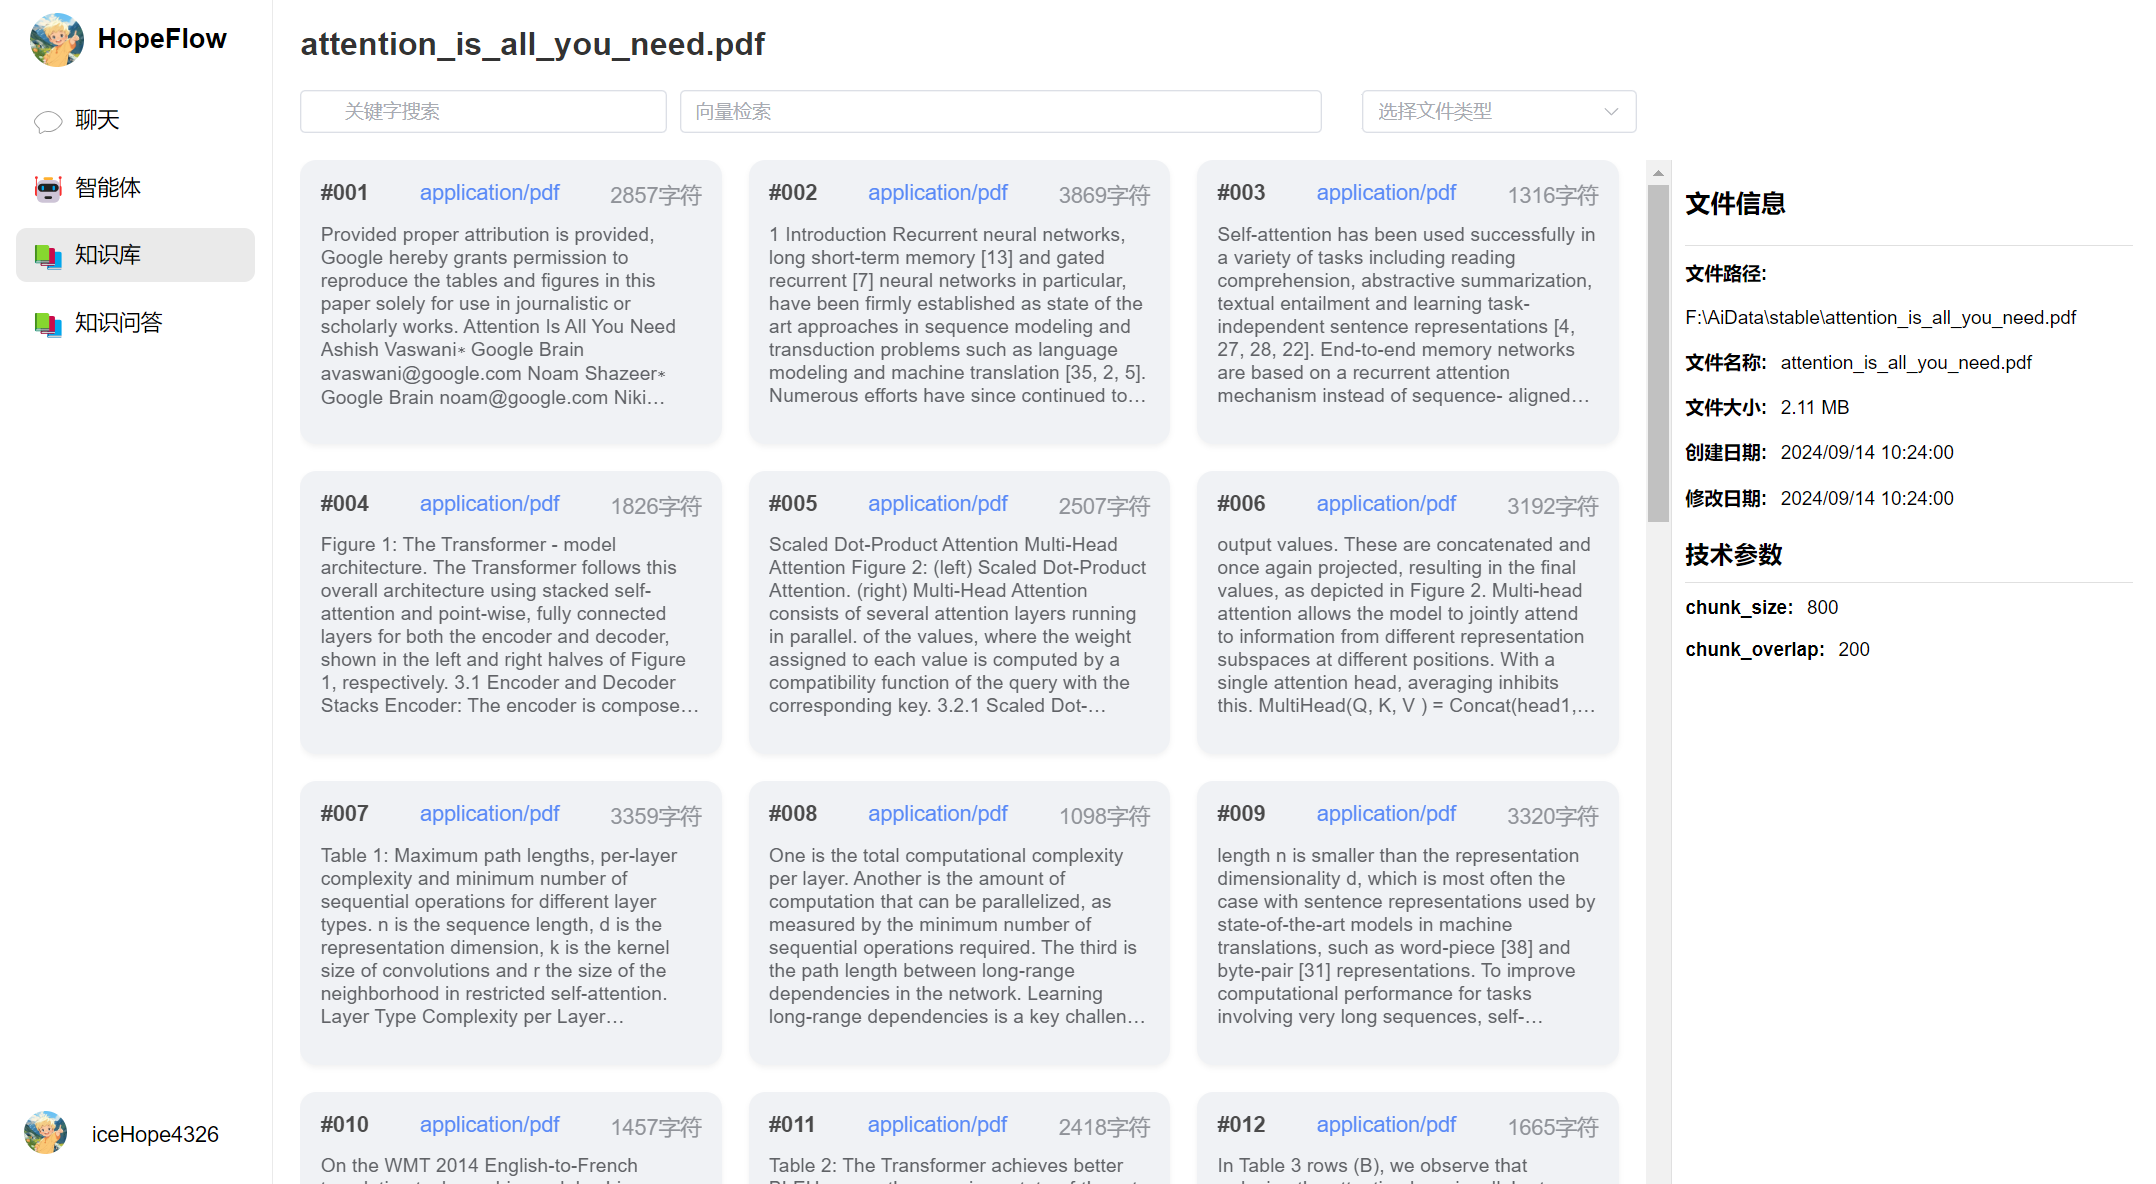 HopeFlow
聊天
智能体
知识库
知识问答
iceHope4326
attention_is_all_you_need.pdf
关键字搜索
向量检索
选择文件类型
#001 application/pdf 2857字符
Provided proper attribution is provided,
Google hereby grants permission to
reproduce the tables and figures in this
paper solely for use in journalistic or
scholarly works. Attention Is All You Need
Ashish Vaswani∗ Google Brain
avaswani@google.com Noam Shazeer∗
Google Brain noam@google.com Niki…
#002 application/pdf 3869字符
1 Introduction Recurrent neural networks,
long short-term memory [13] and gated
recurrent [7] neural networks in particular,
have been firmly established as state of the
art approaches in sequence modeling and
transduction problems such as language
modeling and machine translation [35, 2, 5].
Numerous efforts have since continued to…
#003 application/pdf 1316字符
Self-attention has been used successfully in
a variety of tasks including reading
comprehension, abstractive summarization,
textual entailment and learning task-
independent sentence representations [4,
27, 28, 22]. End-to-end memory networks
are based on a recurrent attention
mechanism instead of sequence- aligned…
#004 application/pdf 1826字符
Figure 1: The Transformer - model
architecture. The Transformer follows this
overall architecture using stacked self-
attention and point-wise, fully connected
layers for both the encoder and decoder,
shown in the left and right halves of Figure
1, respectively. 3.1 Encoder and Decoder
Stacks Encoder: The encoder is compose…
#005 application/pdf 2507字符
Scaled Dot-Product Attention Multi-Head
Attention Figure 2: (left) Scaled Dot-Product
Attention. (right) Multi-Head Attention
consists of several attention layers running
in parallel. of the values, where the weight
assigned to each value is computed by a
compatibility function of the query with the
corresponding key. 3.2.1 Scaled Dot-…
#006 application/pdf 3192字符
output values. These are concatenated and
once again projected, resulting in the final
values, as depicted in Figure 2. Multi-head
attention allows the model to jointly attend
to information from different representation
subspaces at different positions. With a
single attention head, averaging inhibits
this. MultiHead(Q, K, V ) = Concat(head1,…
#007 application/pdf 3359字符
Table 1: Maximum path lengths, per-layer
complexity and minimum number of
sequential operations for different layer
types. n is the sequence length, d is the
representation dimension, k is the kernel
size of convolutions and r the size of the
neighborhood in restricted self-attention.
Layer Type Complexity per Layer…
#008 application/pdf 1098字符
One is the total computational complexity
per layer. Another is the amount of
computation that can be parallelized, as
measured by the minimum number of
sequential operations required. The third is
the path length between long-range
dependencies in the network. Learning
long-range dependencies is a key challen…
#009 application/pdf 3320字符
length n is smaller than the representation
dimensionality d, which is most often the
case with sentence representations used by
state-of-the-art models in machine
translations, such as word-piece [38] and
byte-pair [31] representations. To improve
computational performance for tasks
involving very long sequences, self-…
#010 application/pdf 1457字符
On the WMT 2014 English-to-French
#011 application/pdf 2418字符
Table 2: The Transformer achieves better
#012 application/pdf 1665字符
In Table 3 rows (B), we observe that
文件信息
文件路径:
F:\AiData\stable\attention_is_all_you_need.pdf
文件名称: attention_is_all_you_need.pdf
文件大小: 2.11 MB
创建日期: 2024/09/14 10:24:00
修改日期: 2024/09/14 10:24:00
技术参数
chunk_size: 800
chunk_overlap: 200